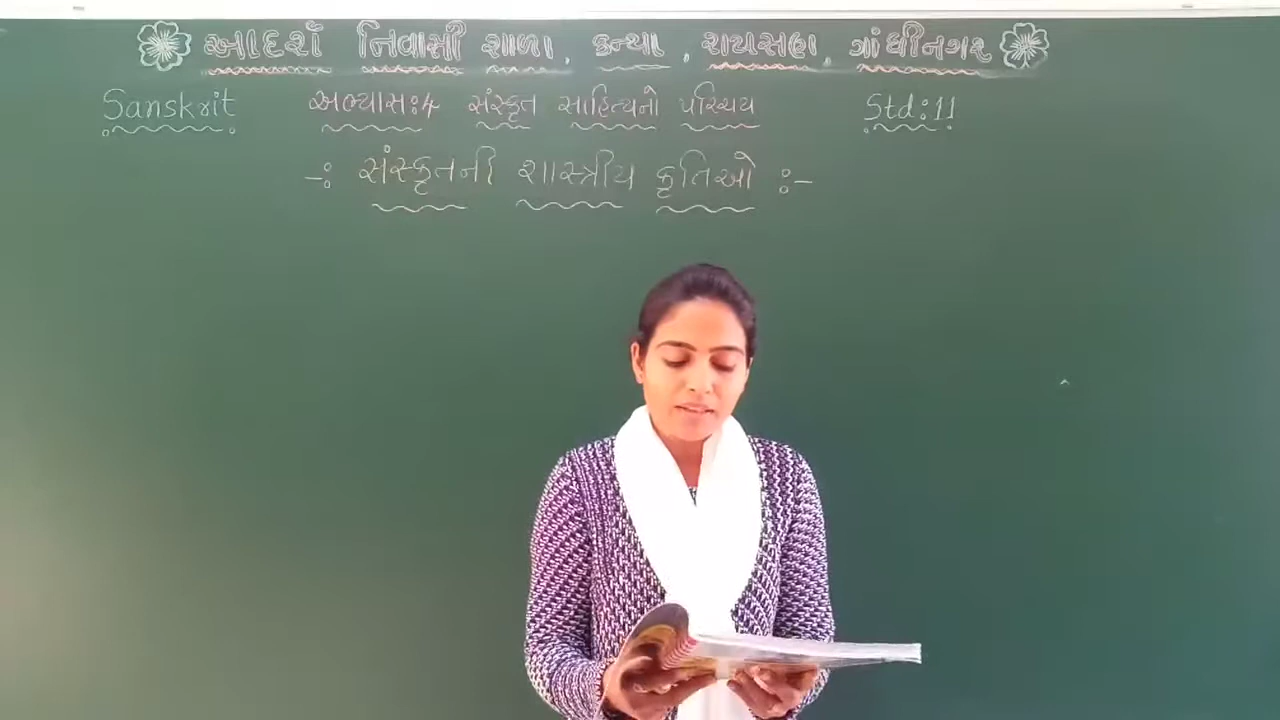 આદર્શ નિવાસી શાળા, કન્યા, રાયસણ, ગાંધીનગર
Sanskrit અભ્યાસ:૪ સંસ્કૃત સાહિત્યનો પરિચય Std:11
-: સંસ્કૃતની શાસ્ત્રીય કૃતિઓ :-